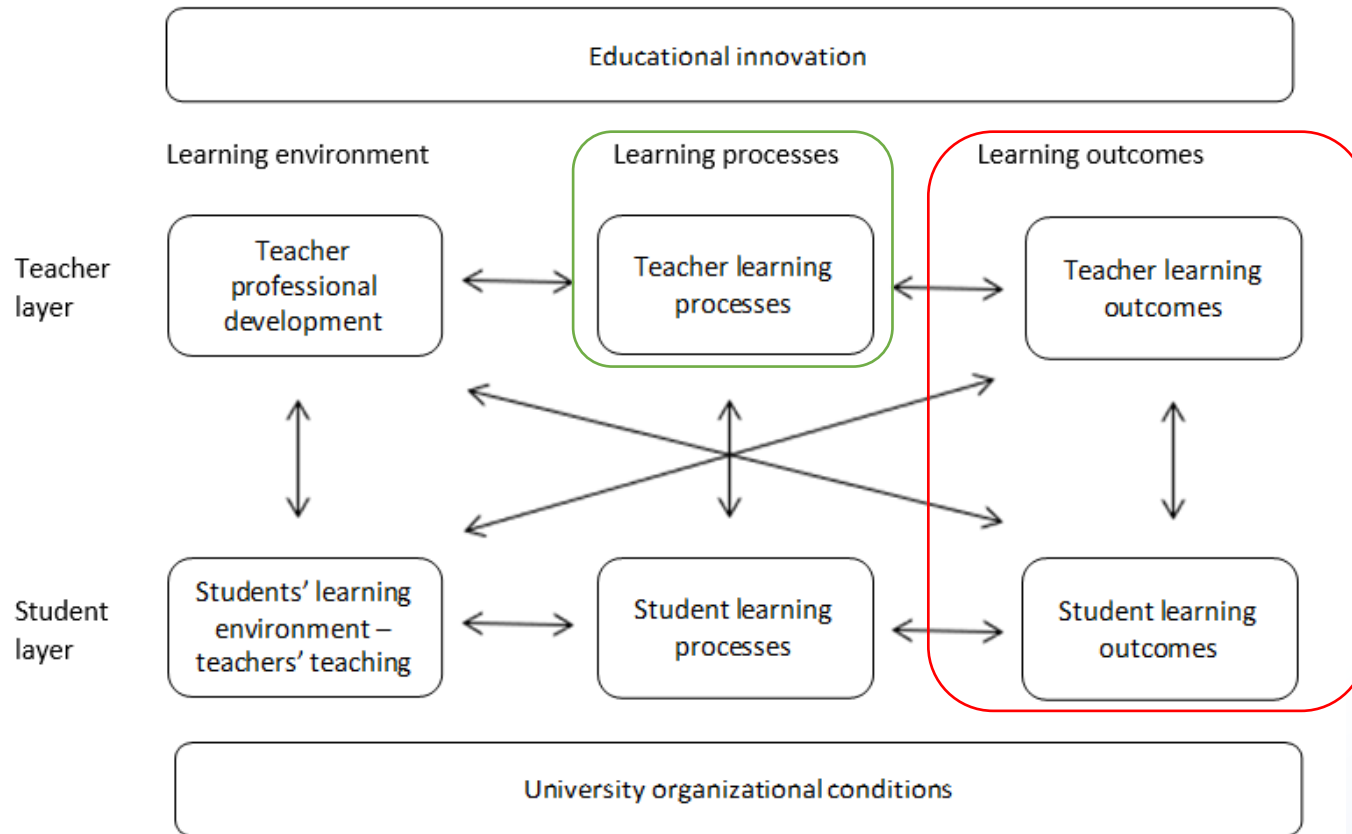 Educational innovation
Learning environment
Learning processes
Learning outcomes
Teacher
layer
Teacher
professional
development
Teacher learning
processes
Teacher learning
outcomes
Student
layer
Students’ learning
environment –
teachers’ teaching
Student learning
processes
Student learning
outcomes
University organizational conditions